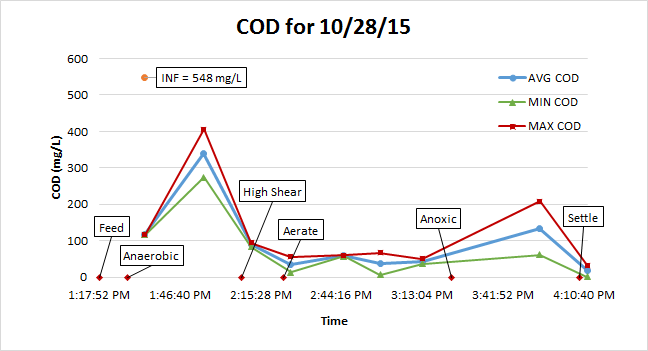 COD for 10/28/15
COD (mg/L)
600
500
400
300
200
100
0
INF = 548 mg/L
AVG COD
MIN COD
MAX COD
Feed
Anaerobic
High Shear
Aerate
Anoxic
Settle
1:17:52 PM 1:46:40 PM 2:15:28 PM 2:44:16 PM 3:13:04 PM 3:41:52 PM 4:10:40 PM
Time